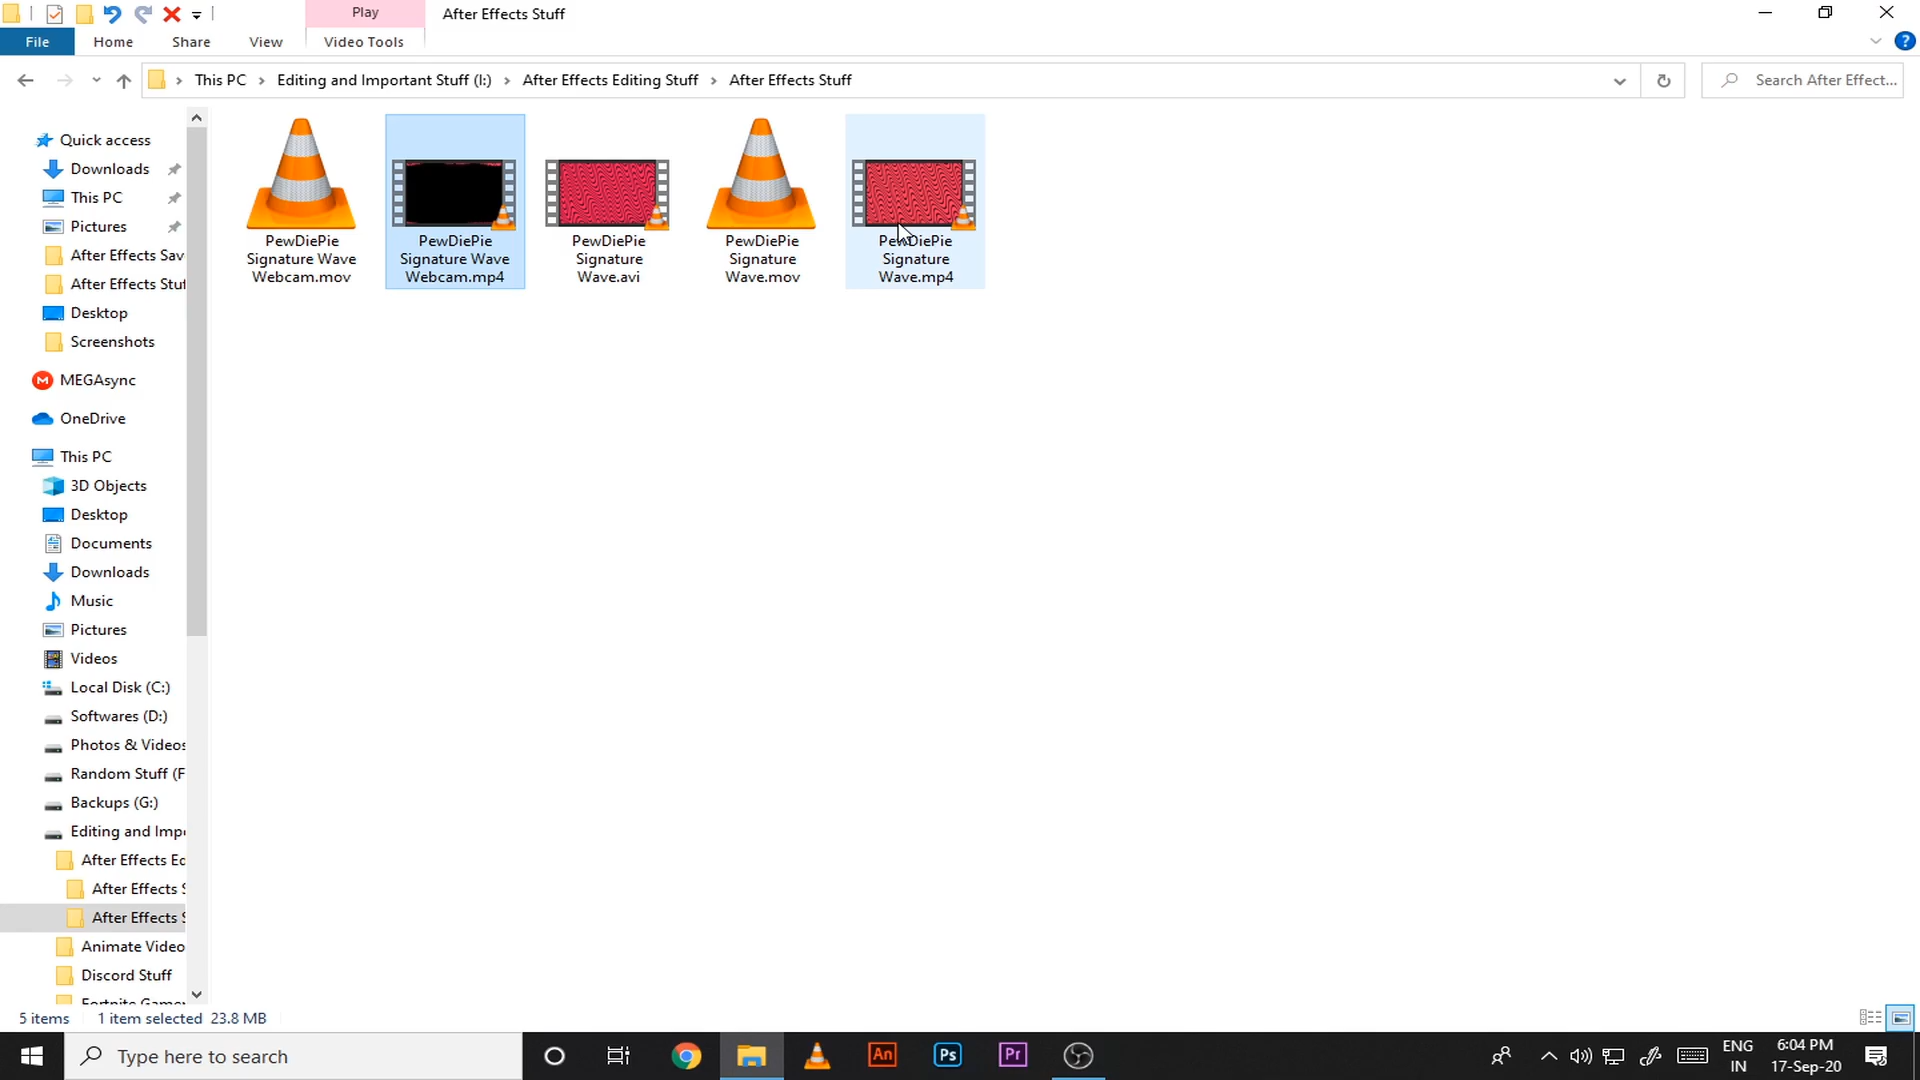 Play
After Effects Stuff
File
Home
Share
View
Video Tools
This PC
Editing and Important Stuff (I:)
After Effects Editing Stuff
After Effects Stuff
Search After Effect...
Quick access
Downloads
This PC
Pictures
After Effects Sav
After Effects Stuf
Desktop
Screenshots
MEGAsync
OneDrive
This PC
3D Objects
Desktop
Documents
Downloads
Music
Pictures
Videos
Local Disk (C:)
Softwares (D:)
Photos & Videos
Random Stuff (F
Backups (G:)
Editing and Impo
After Effects Ed
After Effects S
After Effects S
Animate Video
Discord Stuff
Fortnite Game
PewDiePie
Signature Wave
Webcam.mov
PewDiePie
Signature Wave
Webcam.mp4
PewDiePie
Signature
Wave.avi
PewDiePie
Signature
Wave.mov
PewDiePie
Signature
Wave.mp4
5 items
1 item selected 23.8 MB
Type here to search
An
Ps
Pr
ENG
IN
6:04 PM
17-Sep-20